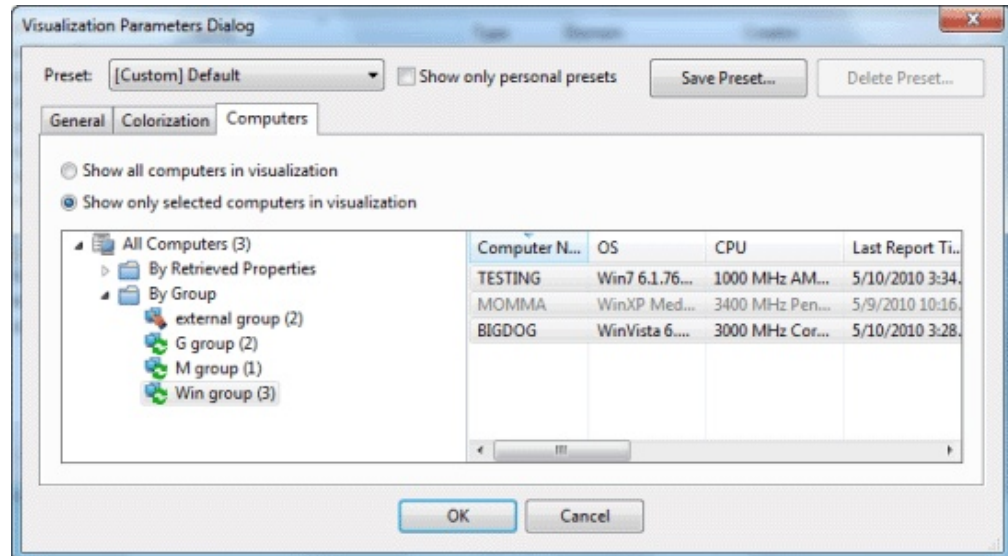 Visualization Parameters Dialog
Type Domain Creator
Preset: [Custom] Default Show only personal presets Save Preset... Delete Preset...
General Colorization Computers
Show all computers in visualization
Show only selected computers in visualization
All Computers (3)
By Retrieved Properties
By Group
external group (2)
G group (2)
M group (1)
Win group (3)
Computer N... OS CPU Last Report Ti...
TESTING Win7 6.1.76... 1000 MHz AM... 5/10/2010 3:34.
MOMMA WinXP Med... 3400 MHz Pen... 5/9/2010 10:16.
BIGDOG WinVista 6.... 3000 MHz Cor... 5/10/2010 3:28.
OK Cancel